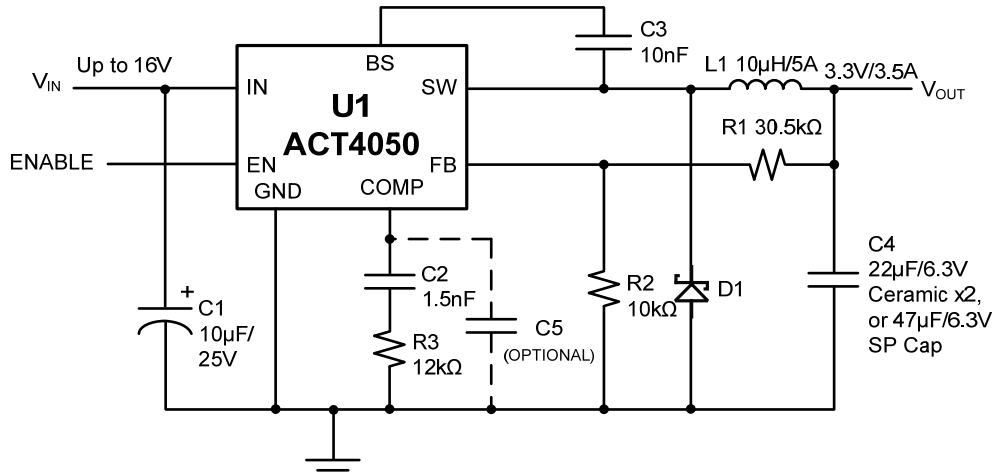 C3
10nF
BS
Up to 16V
L1 10µH/5A
3.3V/3.5A
VIN
IN
SW
VOUT
U1
ACT4050
R1 30.5kΩ
ENABLE
EN
FB
GND
COMP
C2
1.5nF
R2
10kΩ
D1
C4
22µF/6.3V
Ceramic x2,
or 47µF/6.3V
SP Cap
+
C1
10µF/
25V
R3
12kΩ
C5
(OPTIONAL)